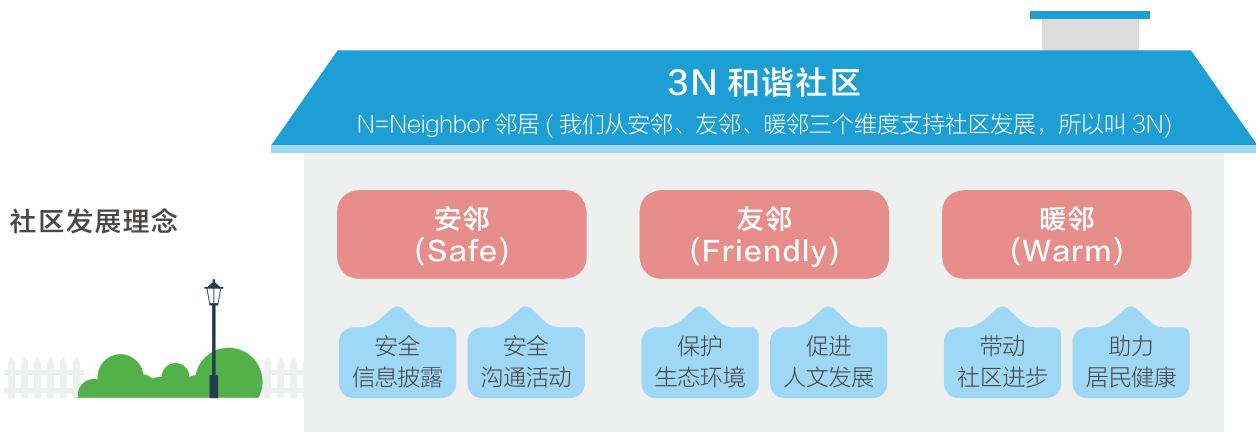 3N 和谐社区
N=Neighbor 邻居 ( 我们从安邻、友邻、暖邻三个维度支持社区发展，所以叫 3N)
社区发展理念
安邻
(Safe)
友邻
(Friendly)
暖邻
(Warm)
安全
信息披露
安全
沟通活动
保护
生态环境
促进
人文发展
带动
社区进步
助力
居民健康